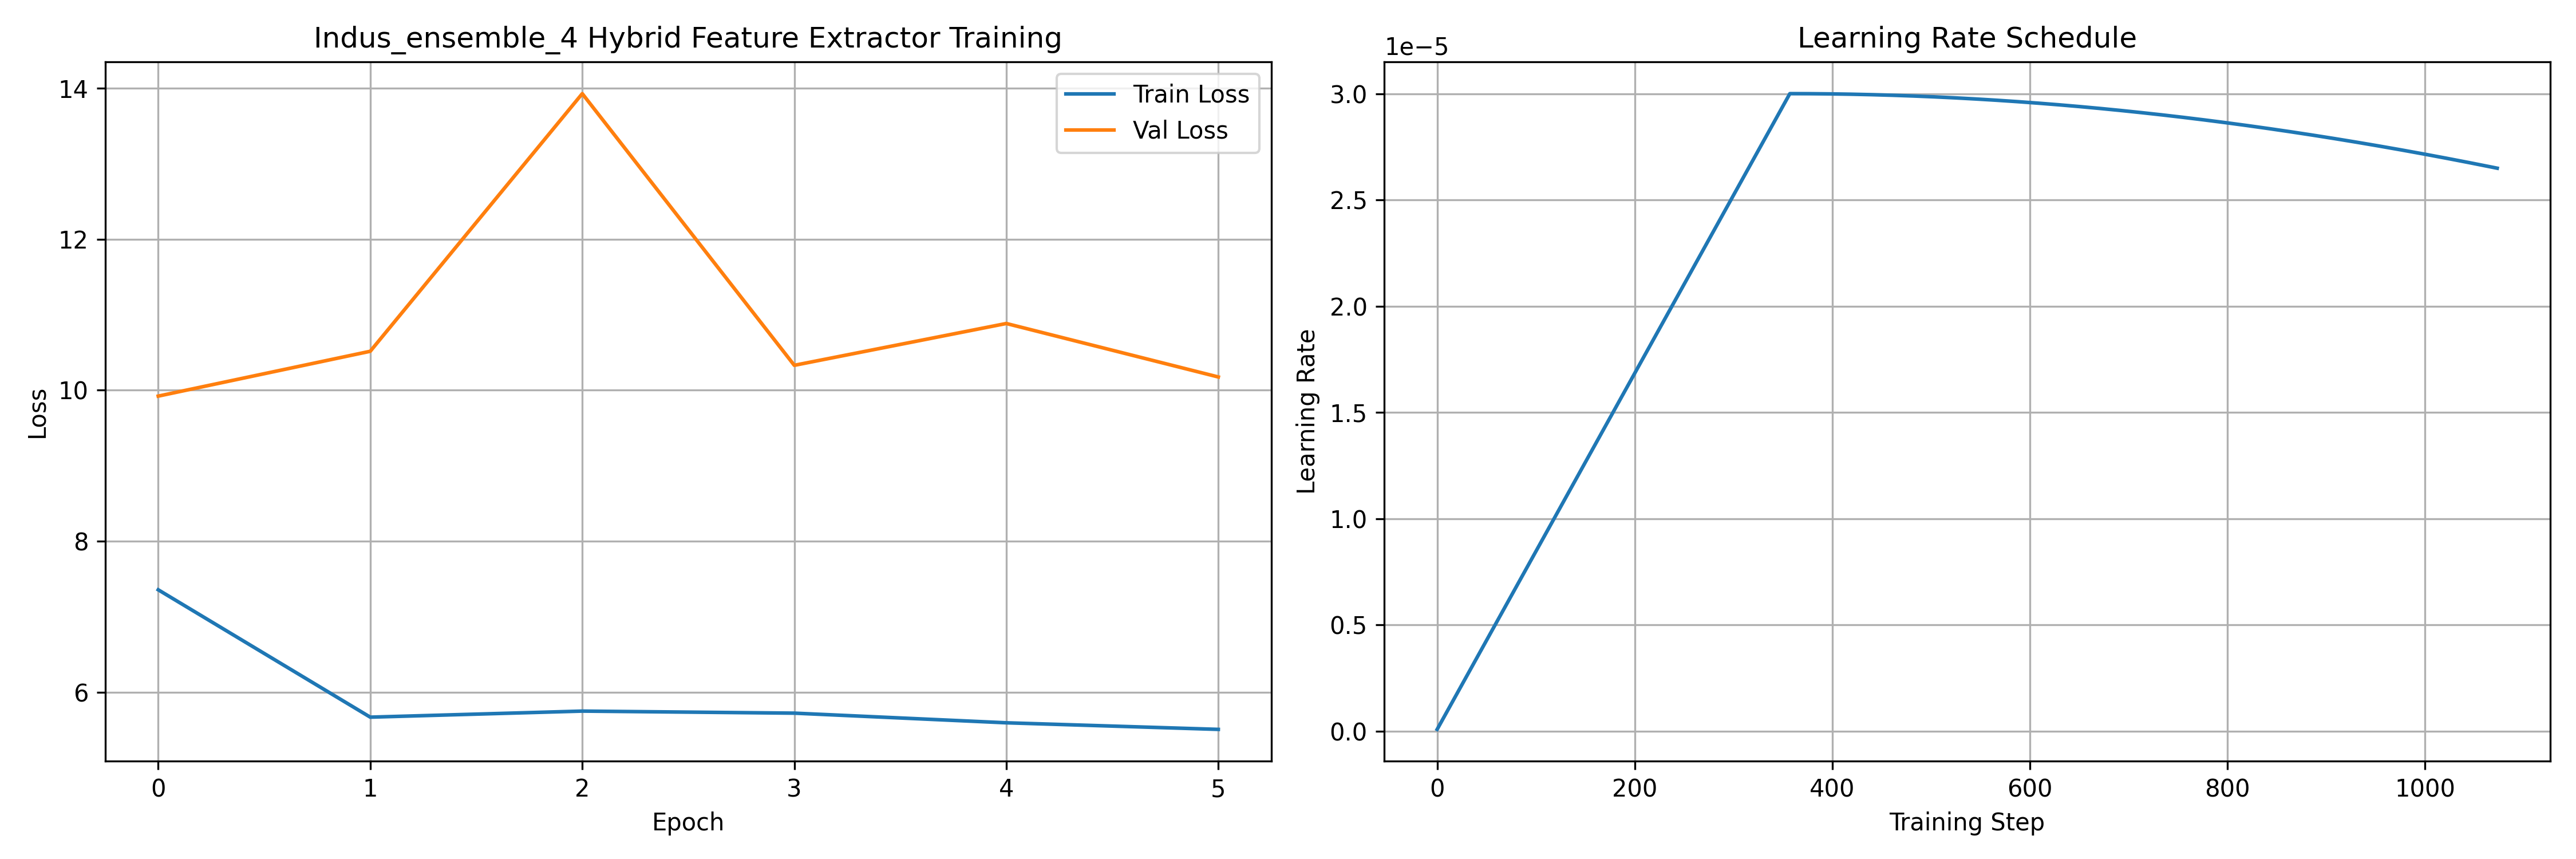 Indus_ensemble_4 Hybrid Feature Extractor Training
14
12
10
8
6
Loss
0 1 2 3 4 5
Epoch
Train Loss
Val Loss
Learning Rate Schedule
1e−5
3.0
2.5
2.0
1.5
1.0
0.5
0.0
Learning Rate
0 200 400 600 800 1000
Training Step